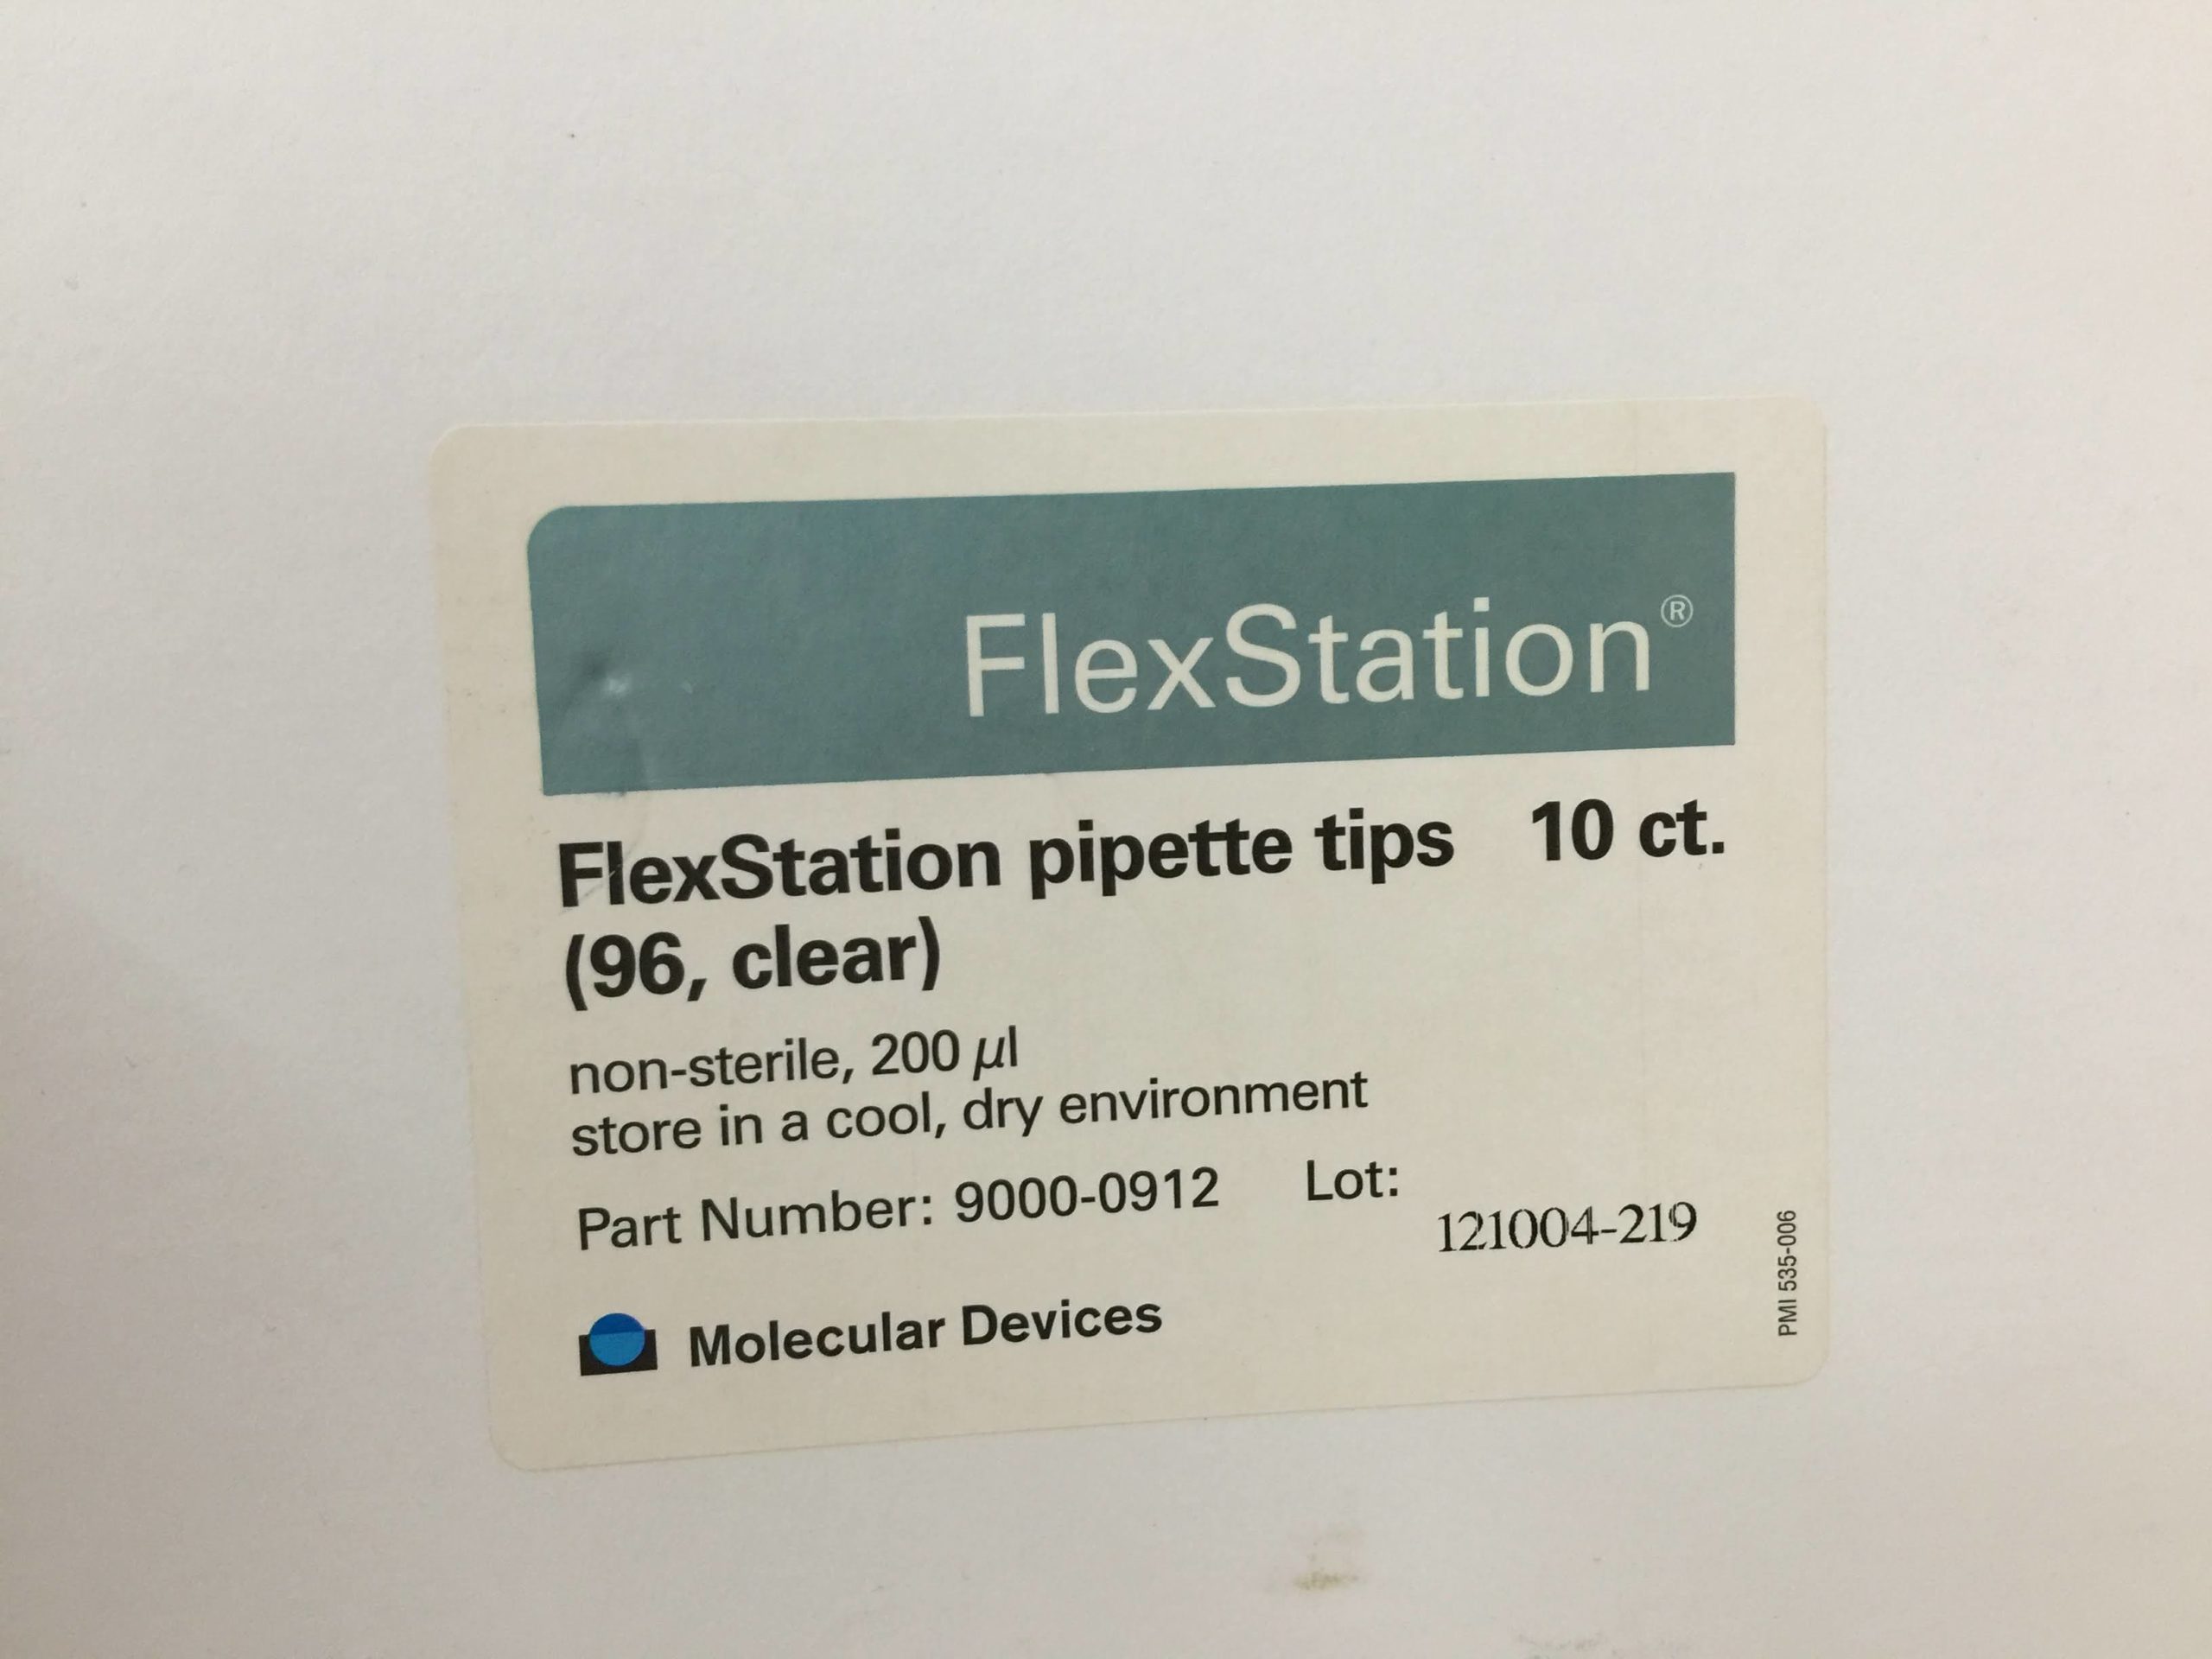 FlexStation®
FlexStation pipette tips 10 ct.
(96, clear)
non-sterile, 200 µl
store in a cool, dry environment
Part Number: 9000-0912 Lot:
121004-219
Molecular Devices
PMI 535-006